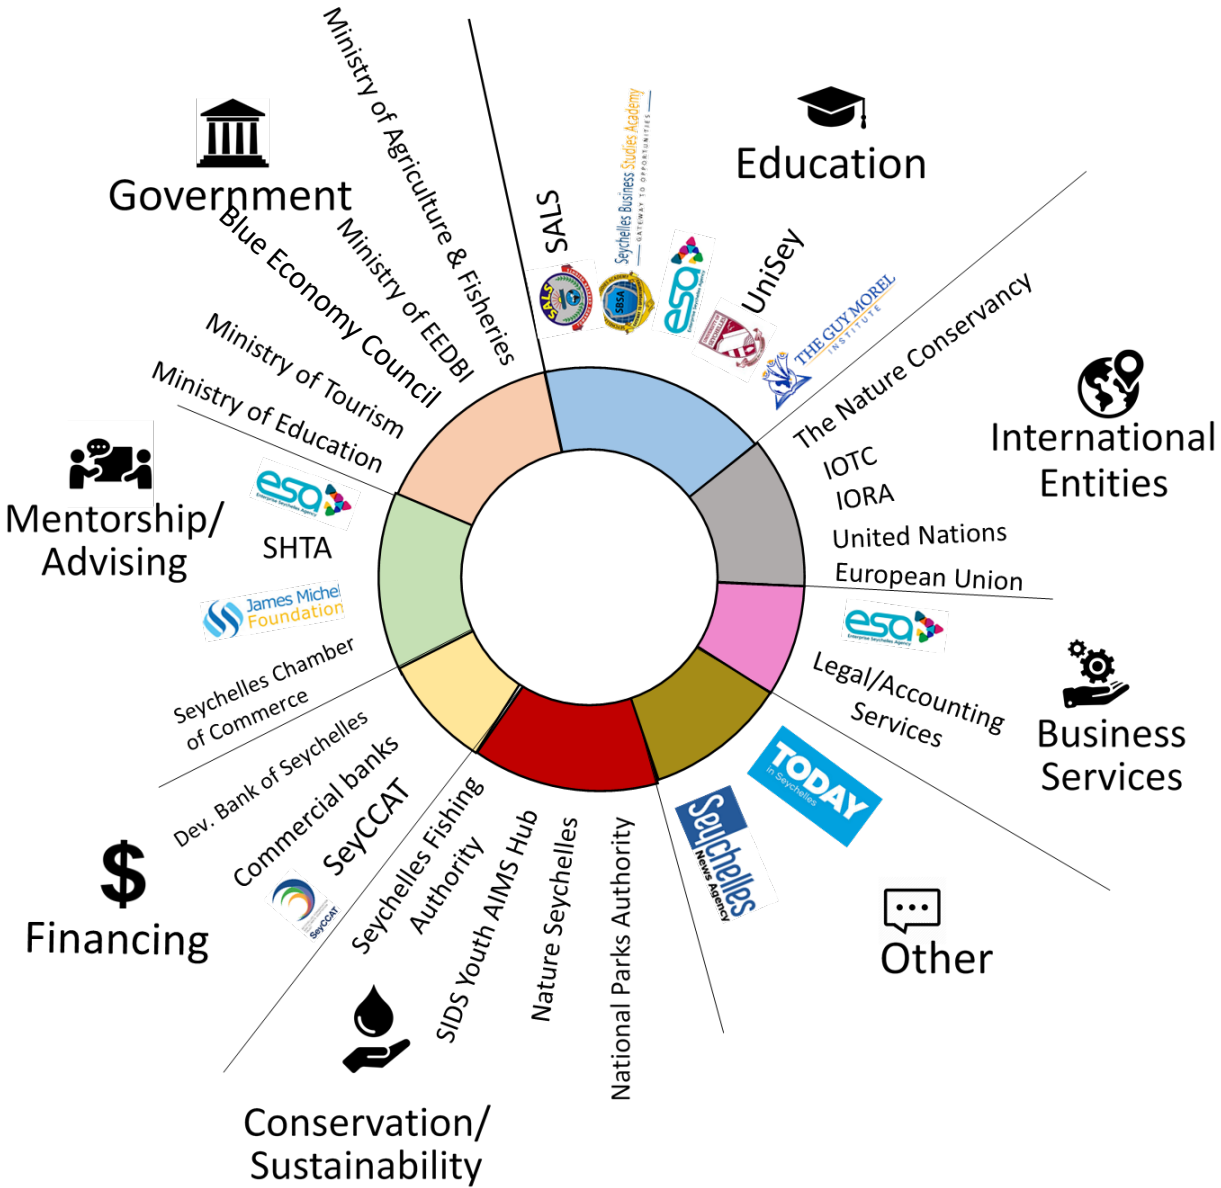 Government
Ministry of Agriculture & Fisheries
Ministry of EEDBI
Blue Economy Council
Ministry of Tourism
Ministry of Education
Education
SALS
SALS
Seychelles Business Studies Academy
GATEWAY TO OPPORTUNITIES
SBSA
esa
Enterprise Seychelles Agency
UniSey
THE GUY MOREL
INSTITUTE
International
Entities
The Nature Conservancy
IOTC
IORA
United Nations
European Union
Business
Services
esa
Enterprise Seychelles Agency
Legal/Accounting
Services
Other
TODAY
in Seychelles
Seychelles
News Agency
Conservation/
Sustainability
National Parks Authority
Nature Seychelles
SIDS Youth AIMS Hub
Seychelles Fishing
Authority
$
Financing
SeyCCAT
SeyCCAT
Commercial banks
Dev. Bank of Seychelles
Mentorship/
Advising
esa
Enterprise Seychelles Agency
SHTA
James Michel
Foundation
Seychelles Chamber
of Commerce